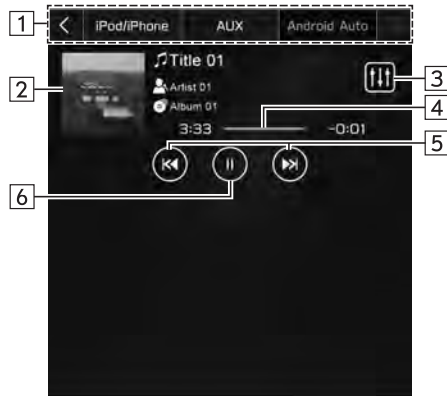 1 iPod/iPhone AUX Android Auto
2 Title 01 3
Artist 01
Album 01 4
3:33 -0:01
5
6